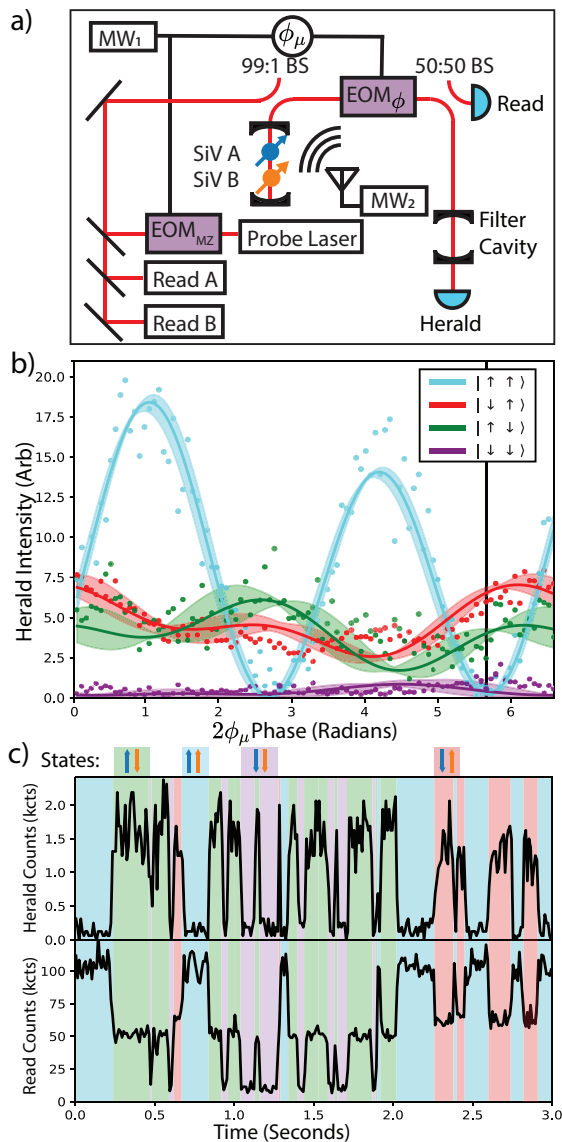 a)
MW₁
ϕμ
99:1 BS
50:50 BS
EOMϕ
Read
SiV A
SiV B
MW₂
EOM_MZ
Probe Laser
Filter
Cavity
Read A
Read B
Herald
b)
20.0
17.5
15.0
12.5
10.0
7.5
5.0
2.5
0.0
Herald Intensity (Arb)
| ↑ ↑ ⟩
| ↓ ↑ ⟩
| ↑ ↓ ⟩
| ↓ ↓ ⟩
0 1 2 3 4 5 6
2ϕμ Phase (Radians)
c)
States:
2.0
1.5
1.0
0.5
0.0
Herald Counts (kcts)
100
75
50
25
0
Read Counts (kcts)
0.0 0.5 1.0 1.5 2.0 2.5 3.0
Time (Seconds)